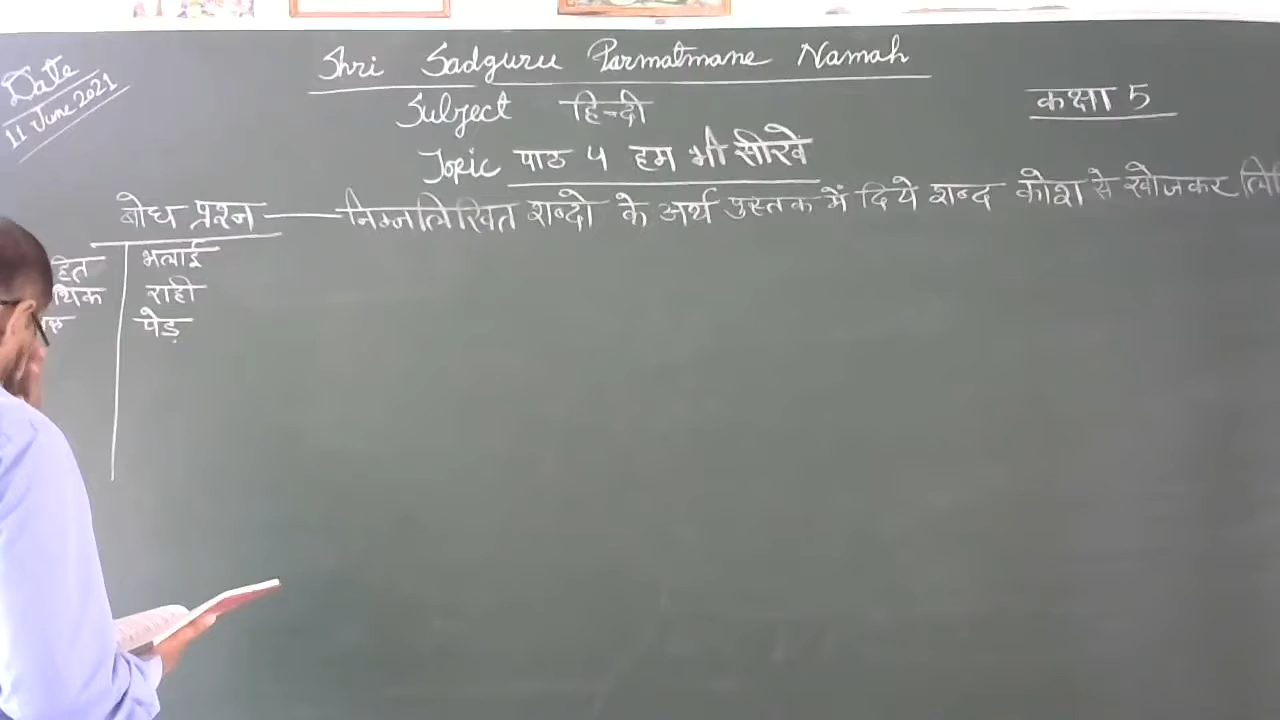 Shri Sadguru Parmatmane Namah
Date
11 June 2021
Subject हिन्दी
कक्षा 5
Topic पाठ 4 हम भी सीखें
बोध प्रश्न — निम्नलिखित शब्दो के अर्थ पुस्तक में दिये शब्द कोश से खोजकर
हित भलाई
राही
पेड़